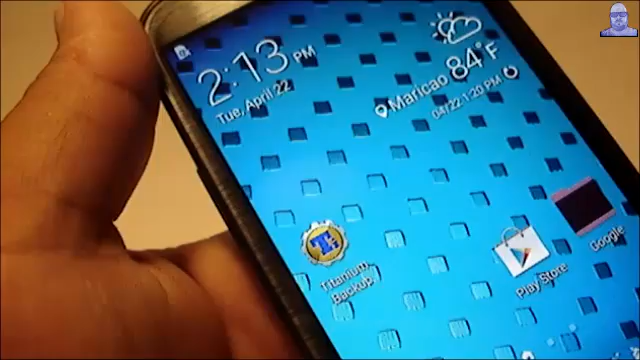 2:13 PM
Tue, April 22
Maricao 84°F
04/22 1:20 PM
Titanium
Backup
Play Store
Google